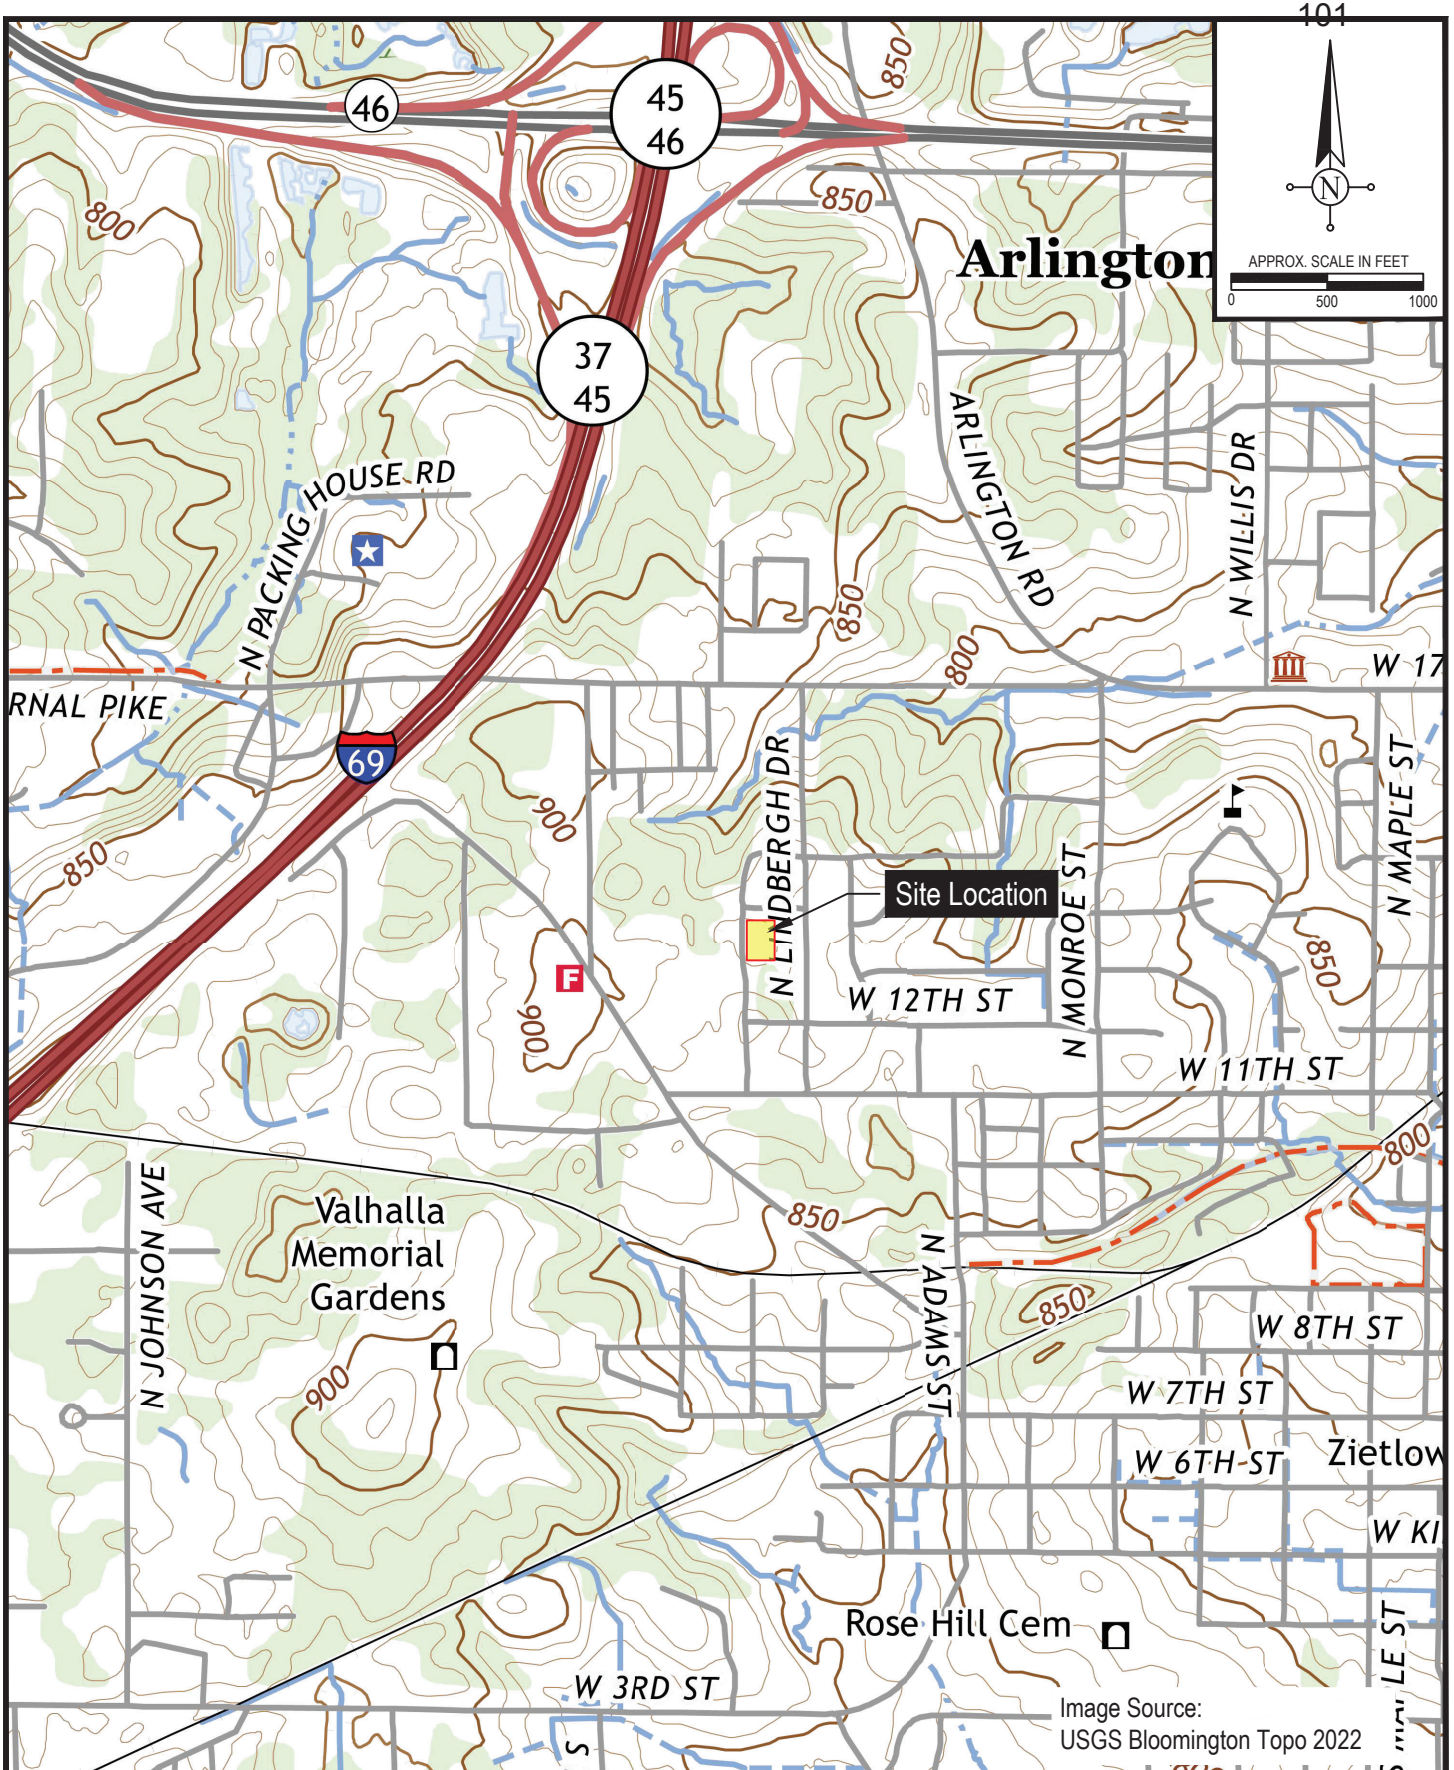 101
46
45
46
850
N
APPROX. SCALE IN FEET
0 500 1000
800
850
Arlington
37
45
ARLINGTON RD
N WILLIS DR
N PACKING HOUSE RD
850
800
W 17
RNAL PIKE
69
N LINDBERGH DR
N MAPLE ST
900
850
N MONROE ST
Site Location
F
850
900
W 12TH ST
W 11TH ST
800
N JOHNSON AVE
Valhalla
Memorial
Gardens
850
N ADAMS ST
850
W 8TH ST
900
W 7TH ST
W 6TH ST
Zietlow
W KI
Rose Hill Cem
W 3RD ST
MAPLE ST
Image Source:
USGS Bloomington Topo 2022
S